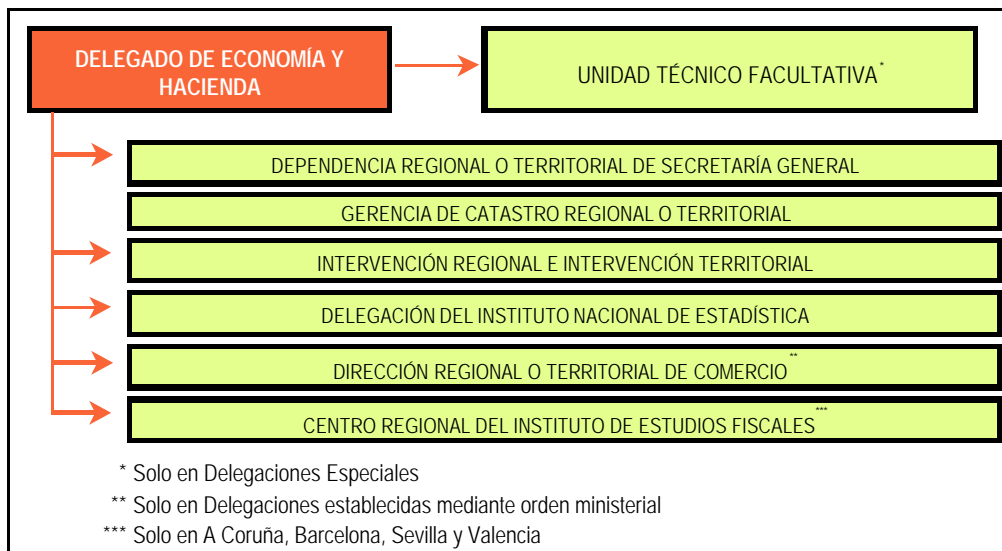 DELEGADO DE ECONOMÍA Y
HACIENDA
UNIDAD TÉCNICO FACULTATIVA*
DEPENDENCIA REGIONAL O TERRITORIAL DE SECRETARÍA GENERAL
GERENCIA DE CATASTRO REGIONAL O TERRITORIAL
INTERVENCIÓN REGIONAL E INTERVENCIÓN TERRITORIAL
DELEGACIÓN DEL INSTITUTO NACIONAL DE ESTADÍSTICA
DIRECCIÓN REGIONAL O TERRITORIAL DE COMERCIO**
CENTRO REGIONAL DEL INSTITUTO DE ESTUDIOS FISCALES***
* Solo en Delegaciones Especiales
** Solo en Delegaciones establecidas mediante orden ministerial
*** Solo en A Coruña, Barcelona, Sevilla y Valencia